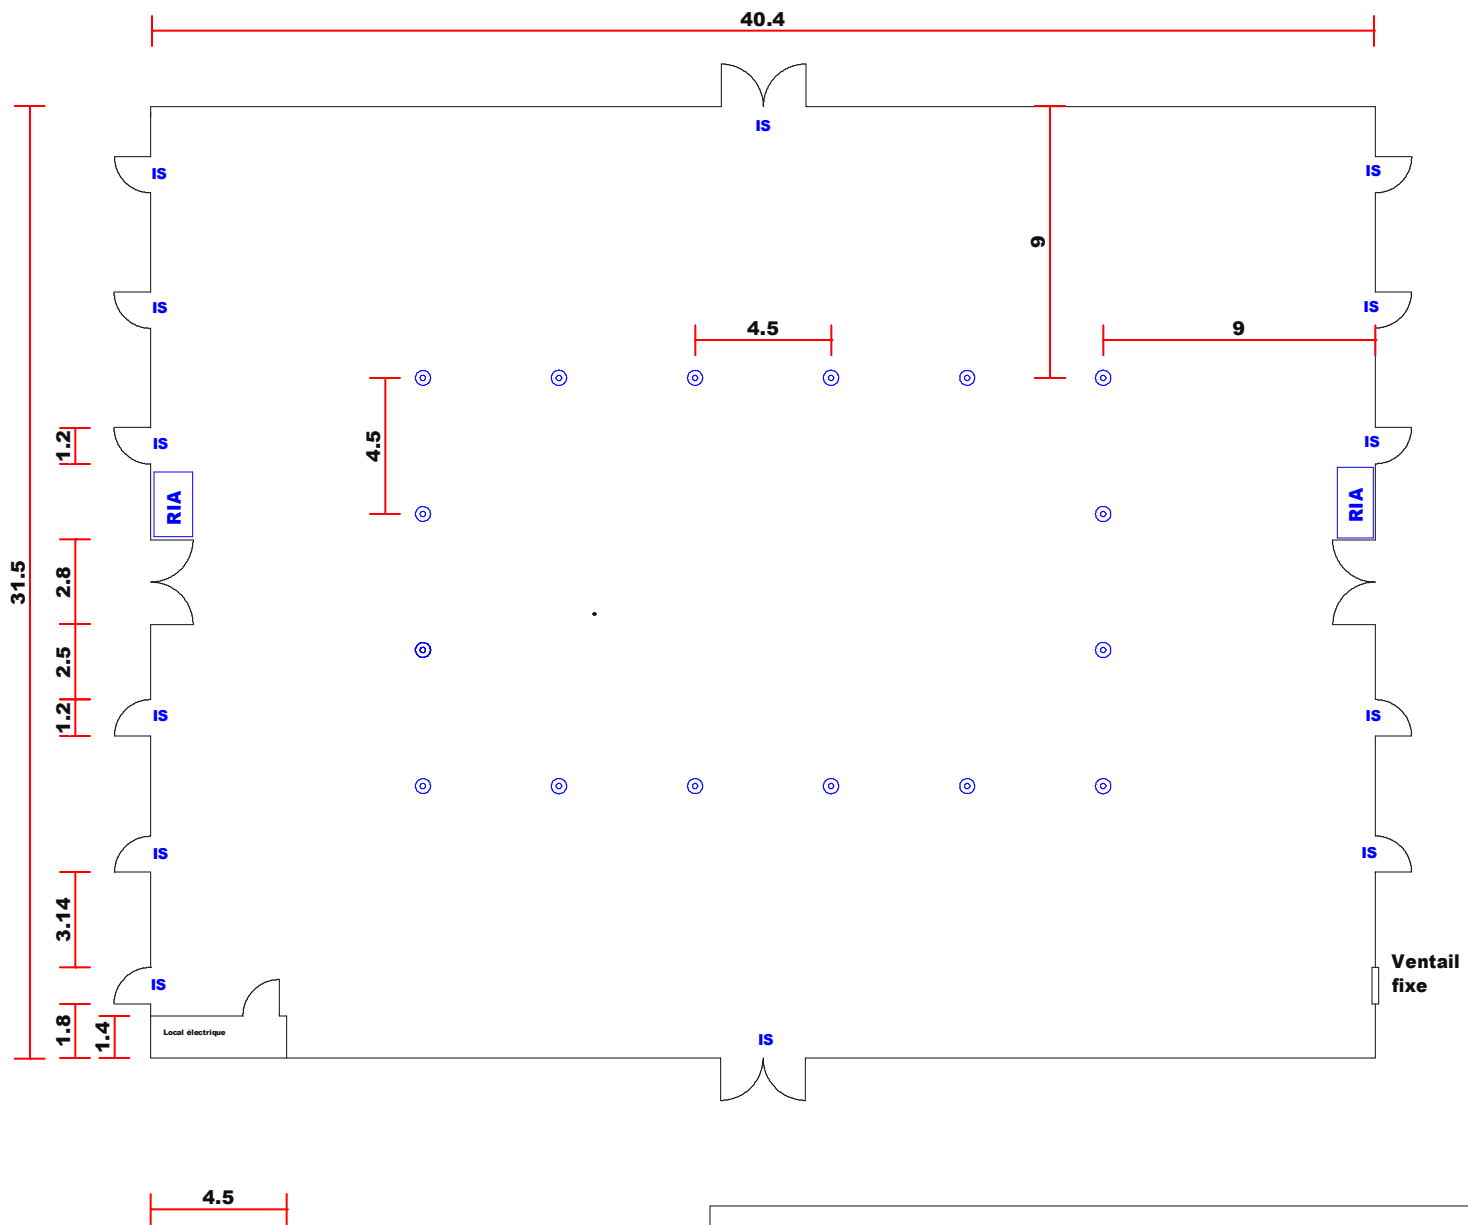 40.4
IS
IS
IS
9
IS
IS
4.5
9
1.2
4.5
IS
IS
RIA
RIA
31.5
2.8
2.5
1.2
IS
IS
IS
IS
3.14
Ventail
fixe
IS
1.8
1.4
Local électrique
IS
4.5